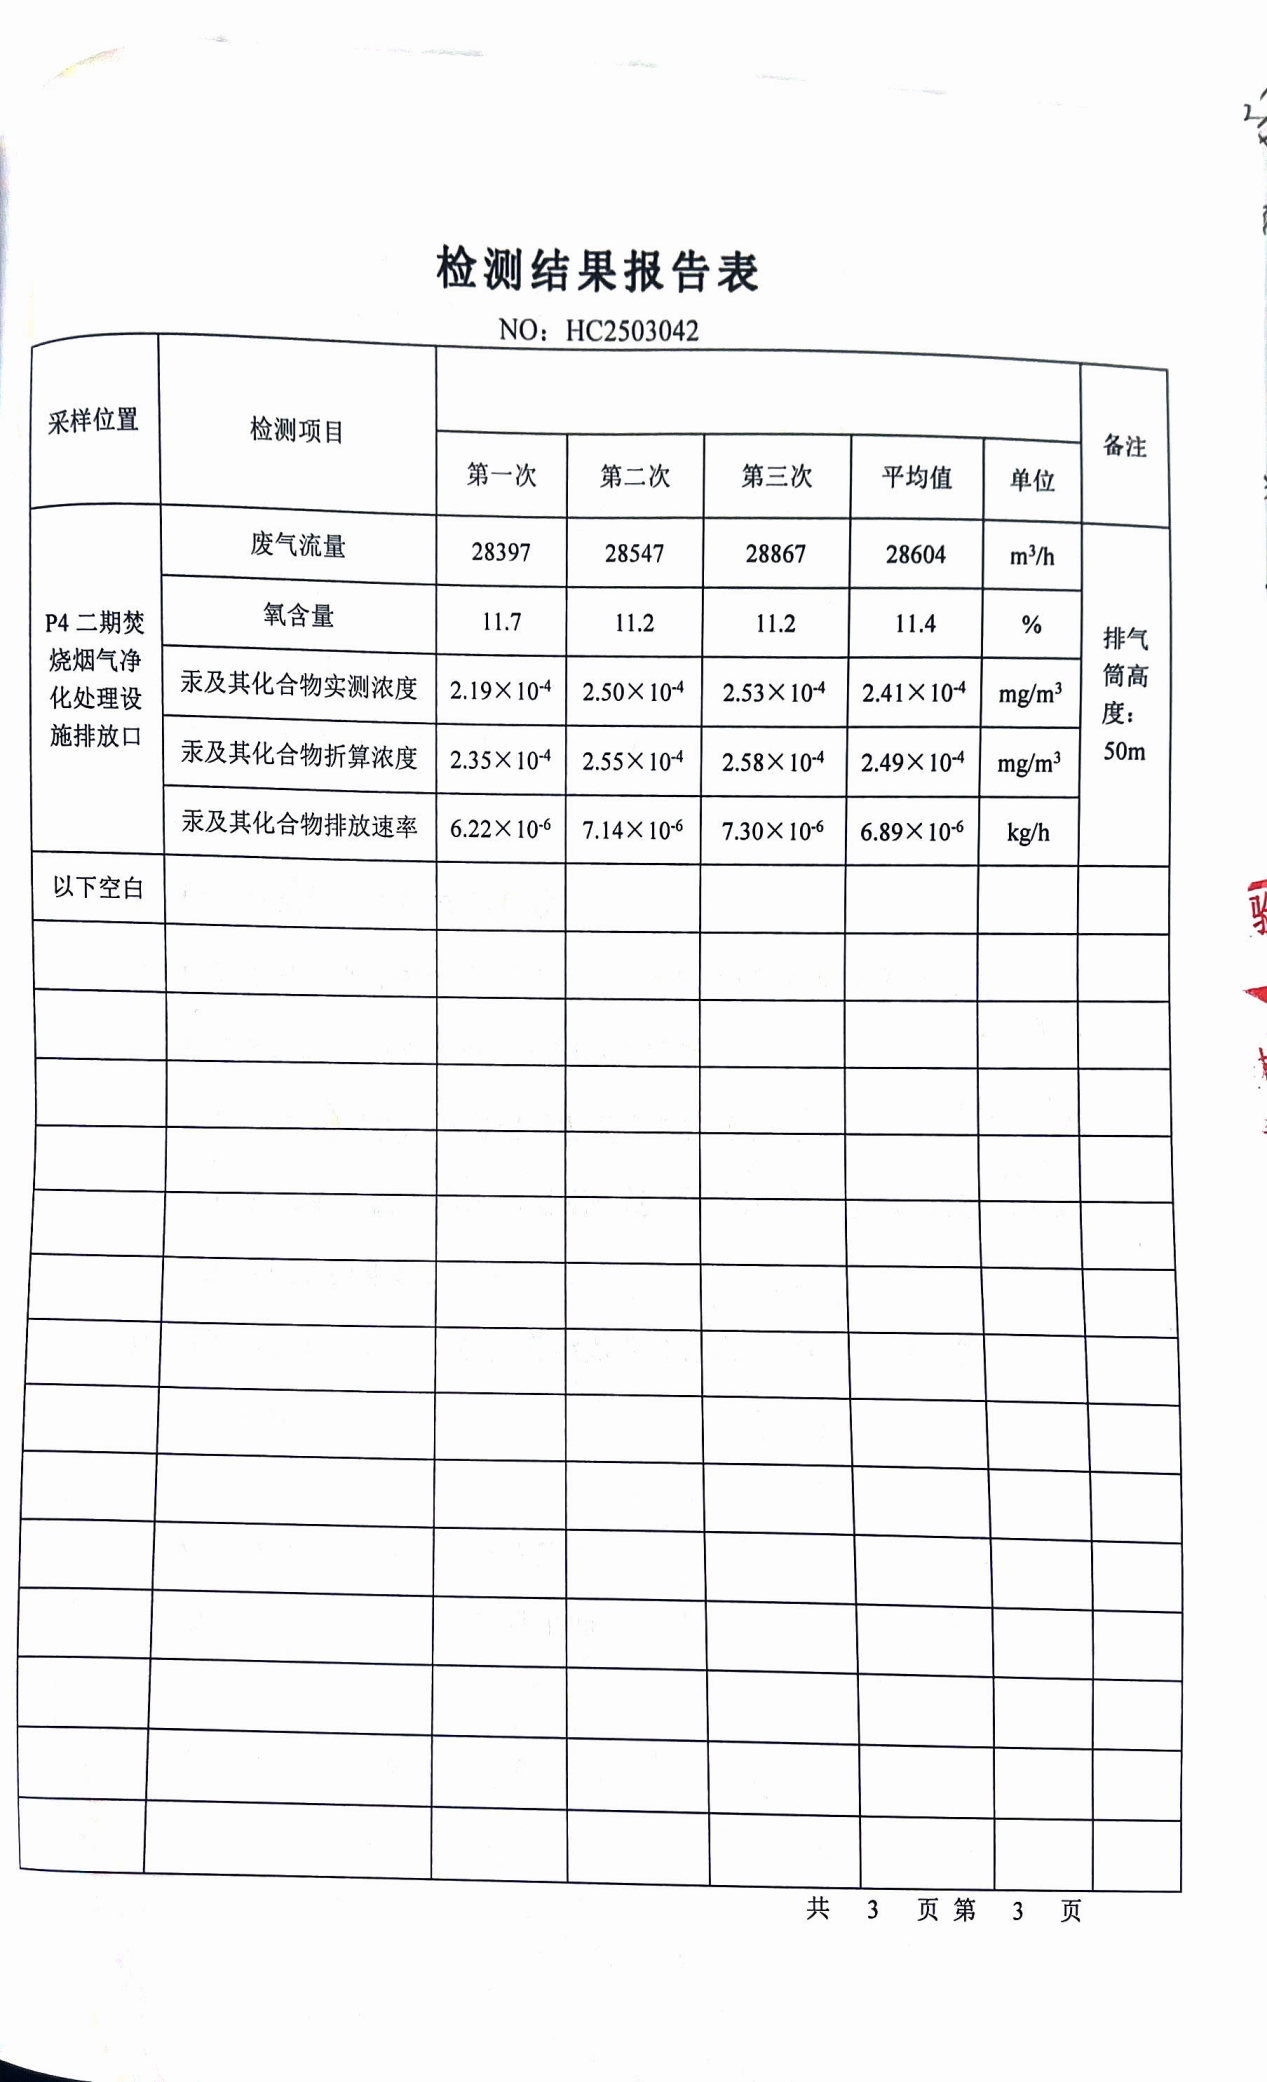 检测结果报告表
NO：HC2503042
采样位置 检测项目 备注
第一次 第二次 第三次 平均值 单位
P4 二期焚
烧烟气净
化处理设
施排放口
废气流量 28397 28547 28867 28604 m³/h
氧含量 11.7 11.2 11.2 11.4 %
汞及其化合物实测浓度 2.19×10⁻⁴ 2.50×10⁻⁴ 2.53×10⁻⁴ 2.41×10⁻⁴ mg/m³
汞及其化合物折算浓度 2.35×10⁻⁴ 2.55×10⁻⁴ 2.58×10⁻⁴ 2.49×10⁻⁴ mg/m³
汞及其化合物排放速率 6.22×10⁻⁶ 7.14×10⁻⁶ 7.30×10⁻⁶ 6.89×10⁻⁶ kg/h
排气
筒高
度：
50m
以下空白
共 3 页 第 3 页